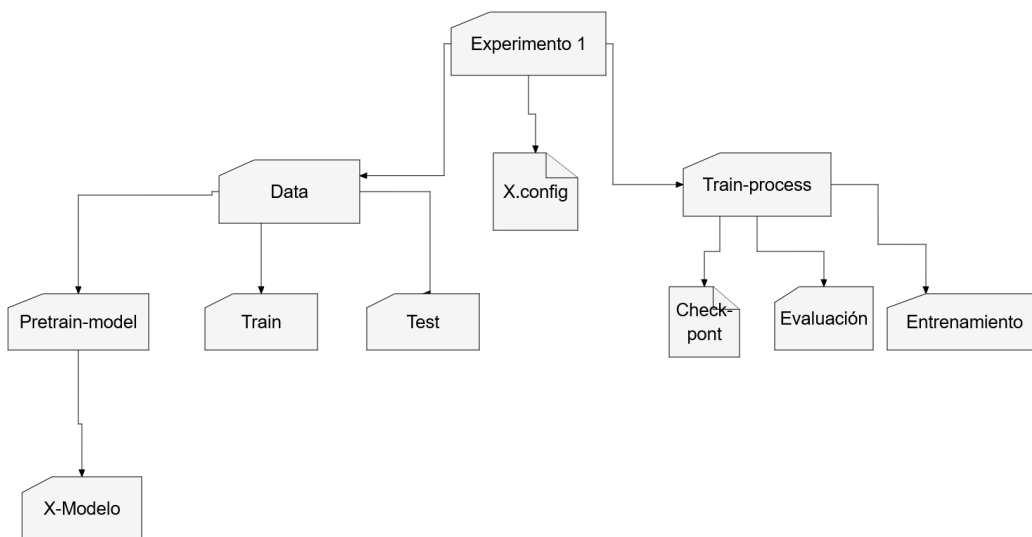 Experimento 1
Data
X.config
Train-process
Pretrain-model
Train
Test
Check-
pont
Evaluación
Entrenamiento
X-Modelo